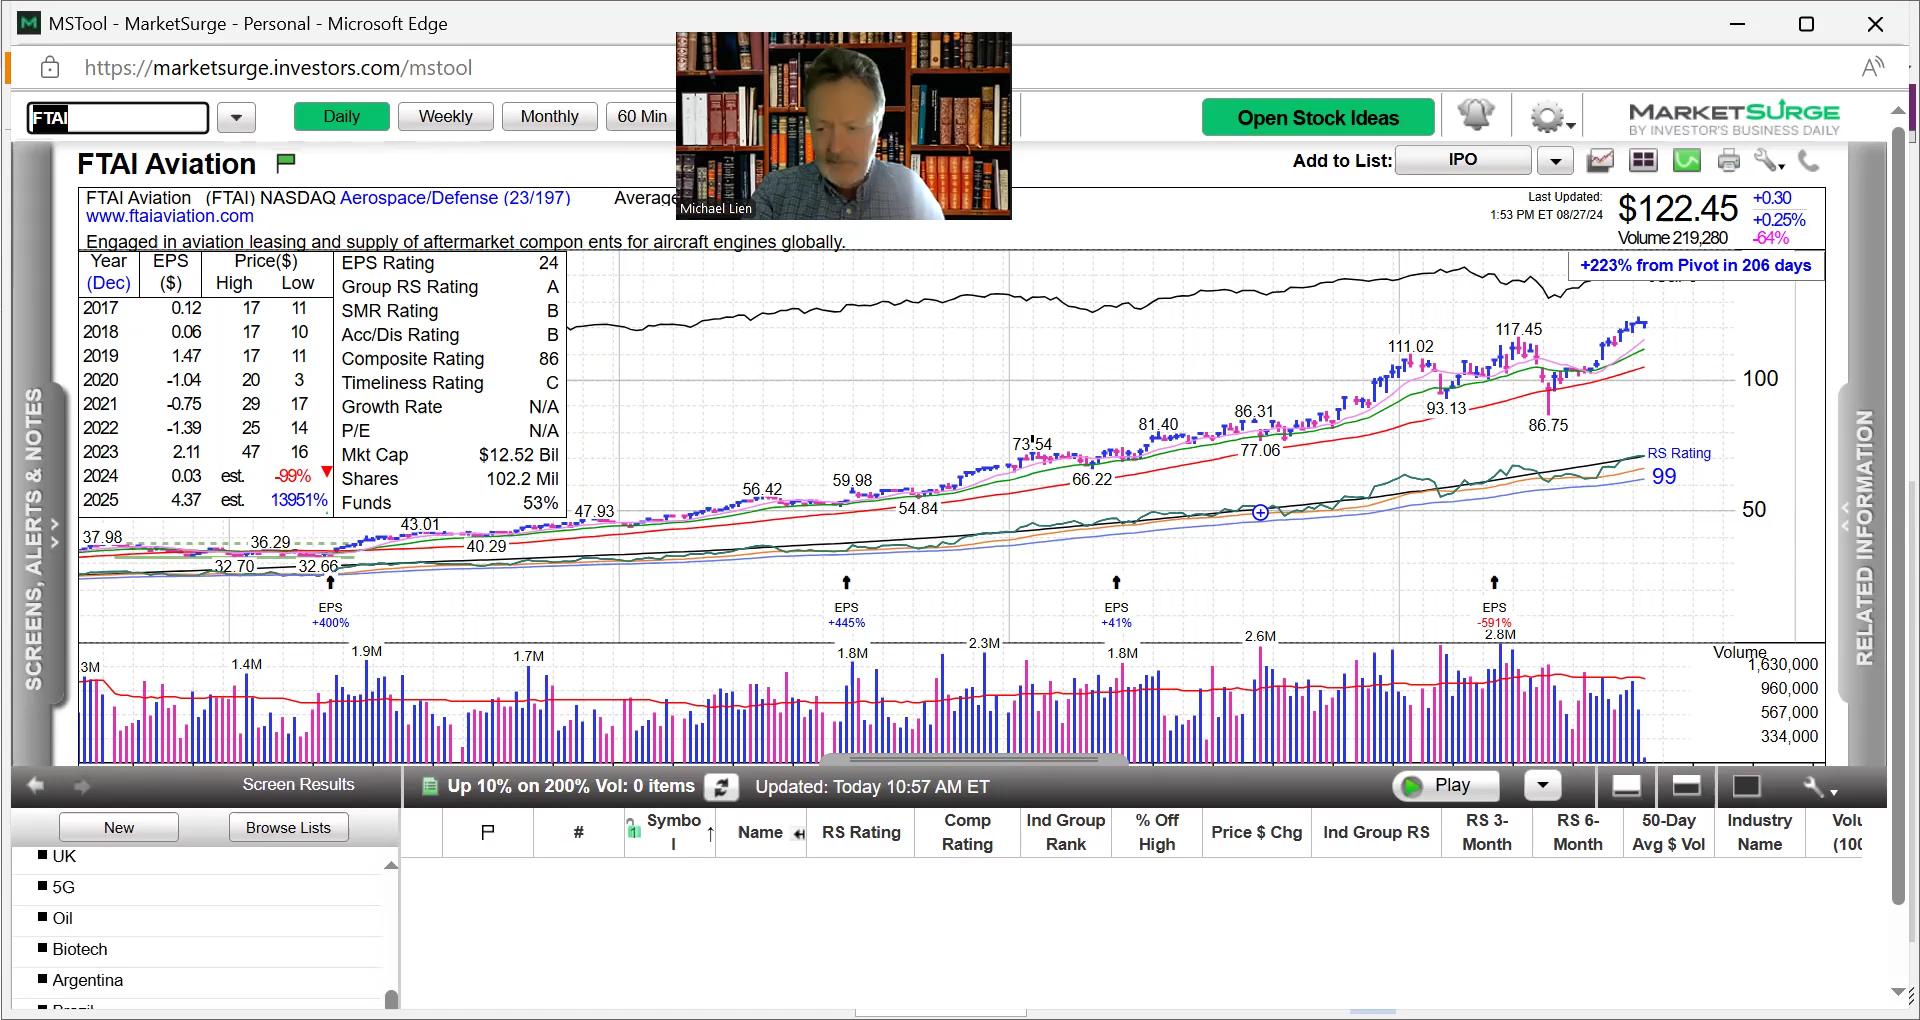 MSTool - MarketSurge - Personal - Microsoft Edge
https://marketsurge.investors.com/mstool
FTAI
Daily
Weekly
Monthly
60 Min
Open Stock Ideas
MARKETSURGE
BY INVESTOR'S BUSINESS DAILY
Michael Lien
FTAI Aviation
Add to List:
IPO
FTAI Aviation (FTAI) NASDAQ Aerospace/Defense (23/197) Average
www.ftaiaviation.com
Engaged in aviation leasing and supply of aftermarket compon ents for aircraft engines globally.
Last Updated:
1:53 PM ET 08/27/24
$122.45
+0.30
+0.25%
Volume 219,280
-64%
+223% from Pivot in 206 days
Year EPS Price($)
(Dec) ($) High Low
2017 0.12 17 11
2018 0.06 17 10
2019 1.47 17 11
2020 -1.04 20 3
2021 -0.75 29 17
2022 -1.39 25 14
2023 2.11 47 16
2024 0.03 est. -99%
2025 4.37 est. 13951%
EPS Rating 24
Group RS Rating A
SMR Rating B
Acc/Dis Rating B
Composite Rating 86
Timeliness Rating C
Growth Rate N/A
P/E N/A
Mkt Cap $12.52 Bil
Shares 102.2 Mil
Funds 53%
117.45
111.02
100
93.13
86.75
86.31
81.40
77.06
73.54
66.22
RS Rating
99
59.98
56.42
54.84
50
47.93
43.01
40.29
37.98
36.29
32.70
32.66
EPS
+400%
EPS
+445%
EPS
+41%
EPS
-591%
3M
1.4M
1.9M
1.7M
1.8M
2.3M
1.8M
2.6M
2.8M
Volume
1,630,000
960,000
567,000
334,000
SCREENS, ALERTS & NOTES
RELATED INFORMATION
Screen Results
Up 10% on 200% Vol: 0 items
Updated: Today 10:57 AM ET
Play
New
Browse Lists
#
Symbo
l
Name
RS Rating
Comp
Rating
Ind Group
Rank
% Off
High
Price $ Chg
Ind Group RS
RS 3-
Month
RS 6-
Month
50-Day
Avg $ Vol
Industry
Name
Volu
(100
UK
5G
Oil
Biotech
Argentina